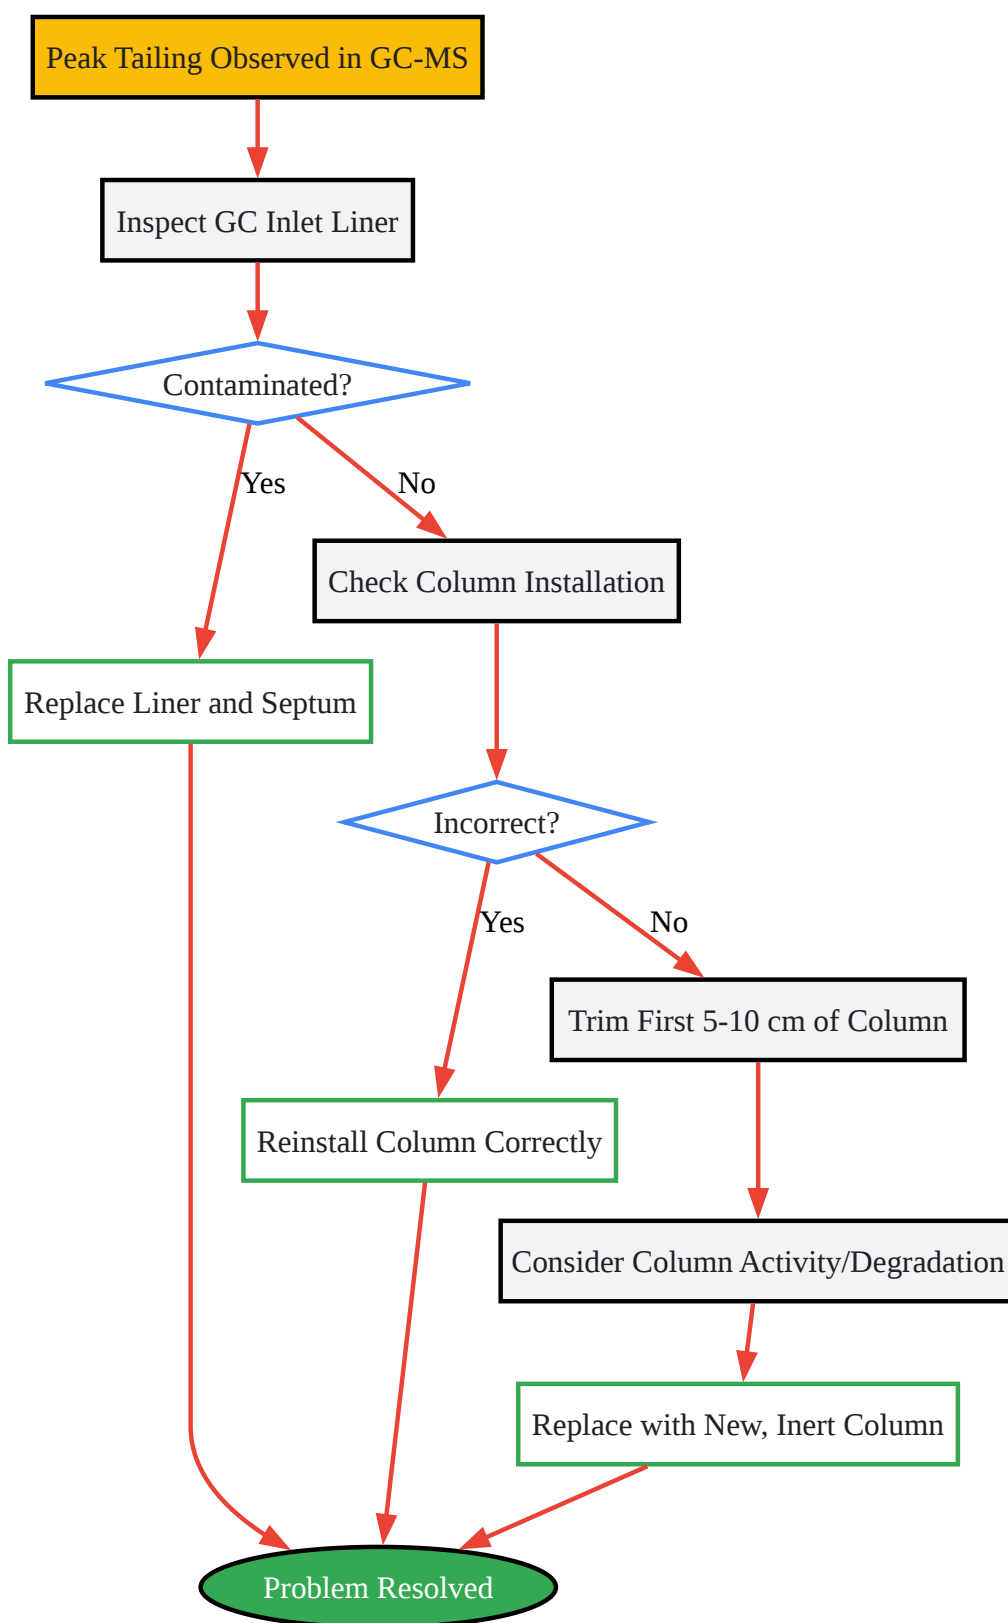 Peak Tailing Observed in GC-MS
Inspect GC Inlet Liner
Contaminated?
Yes
No
Check Column Installation
Replace Liner and Septum
Incorrect?
Yes
No
Trim First 5-10 cm of Column
Reinstall Column Correctly
Consider Column Activity/Degradation
Replace with New, Inert Column
Problem Resolved